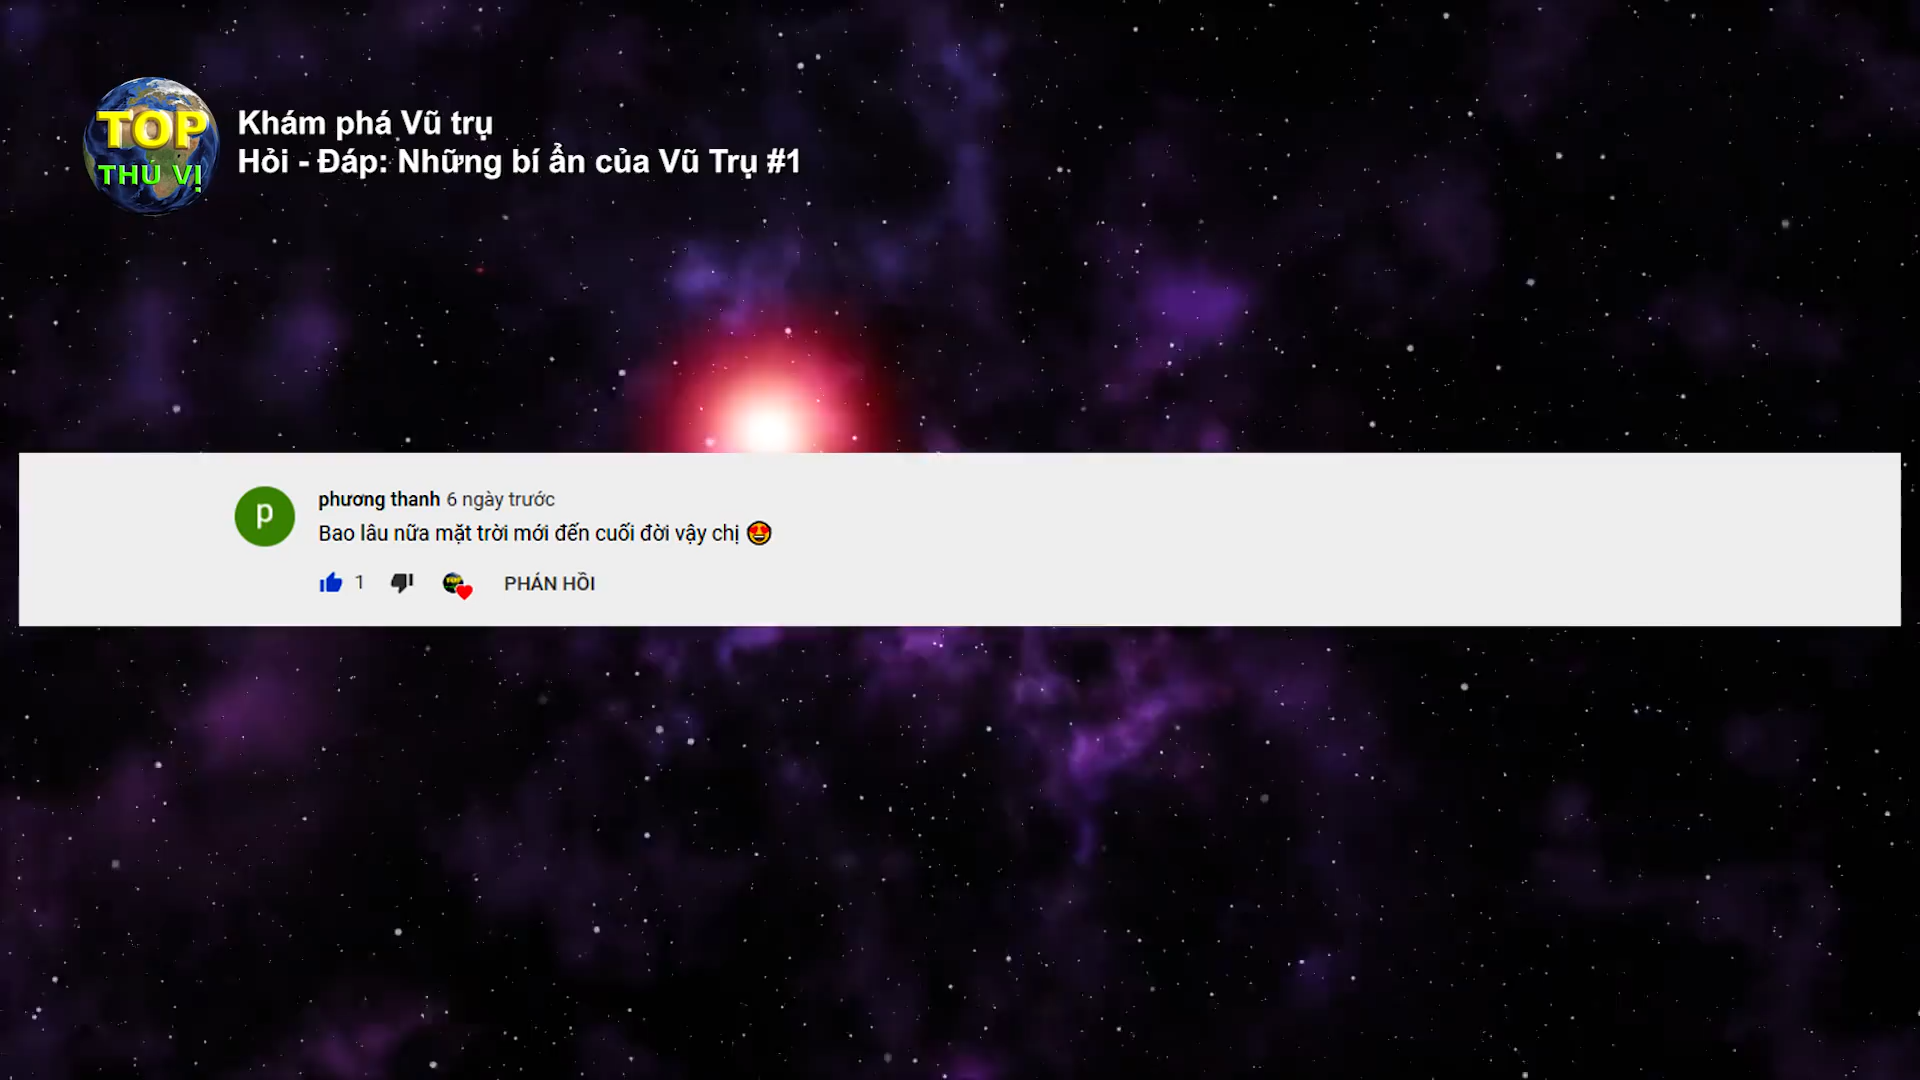 TOP
THÚ VỊ
Khám phá Vũ trụ
Hỏi - Đáp: Những bí ẩn của Vũ Trụ #1
p
phương thanh 6 ngày trước
Bao lâu nữa mặt trời mới đến cuối đời vậy chị 😍
1
TOP
PHẢN HỒI